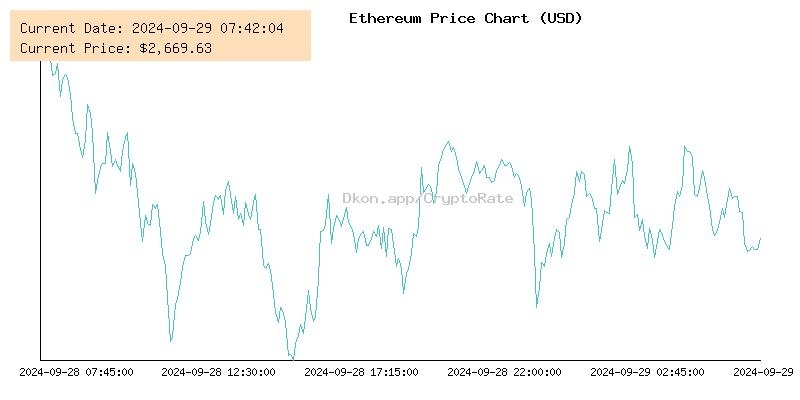 Ethereum Price Chart (USD)
Current Date: 2024-09-29 07:42:04
Current Price: $2,669.63
Dkon.app/CryptoRate
2024-09-28 07:45:00 2024-09-28 12:30:00 2024-09-28 17:15:00 2024-09-28 22:00:00 2024-09-29 02:45:00 2024-09-29